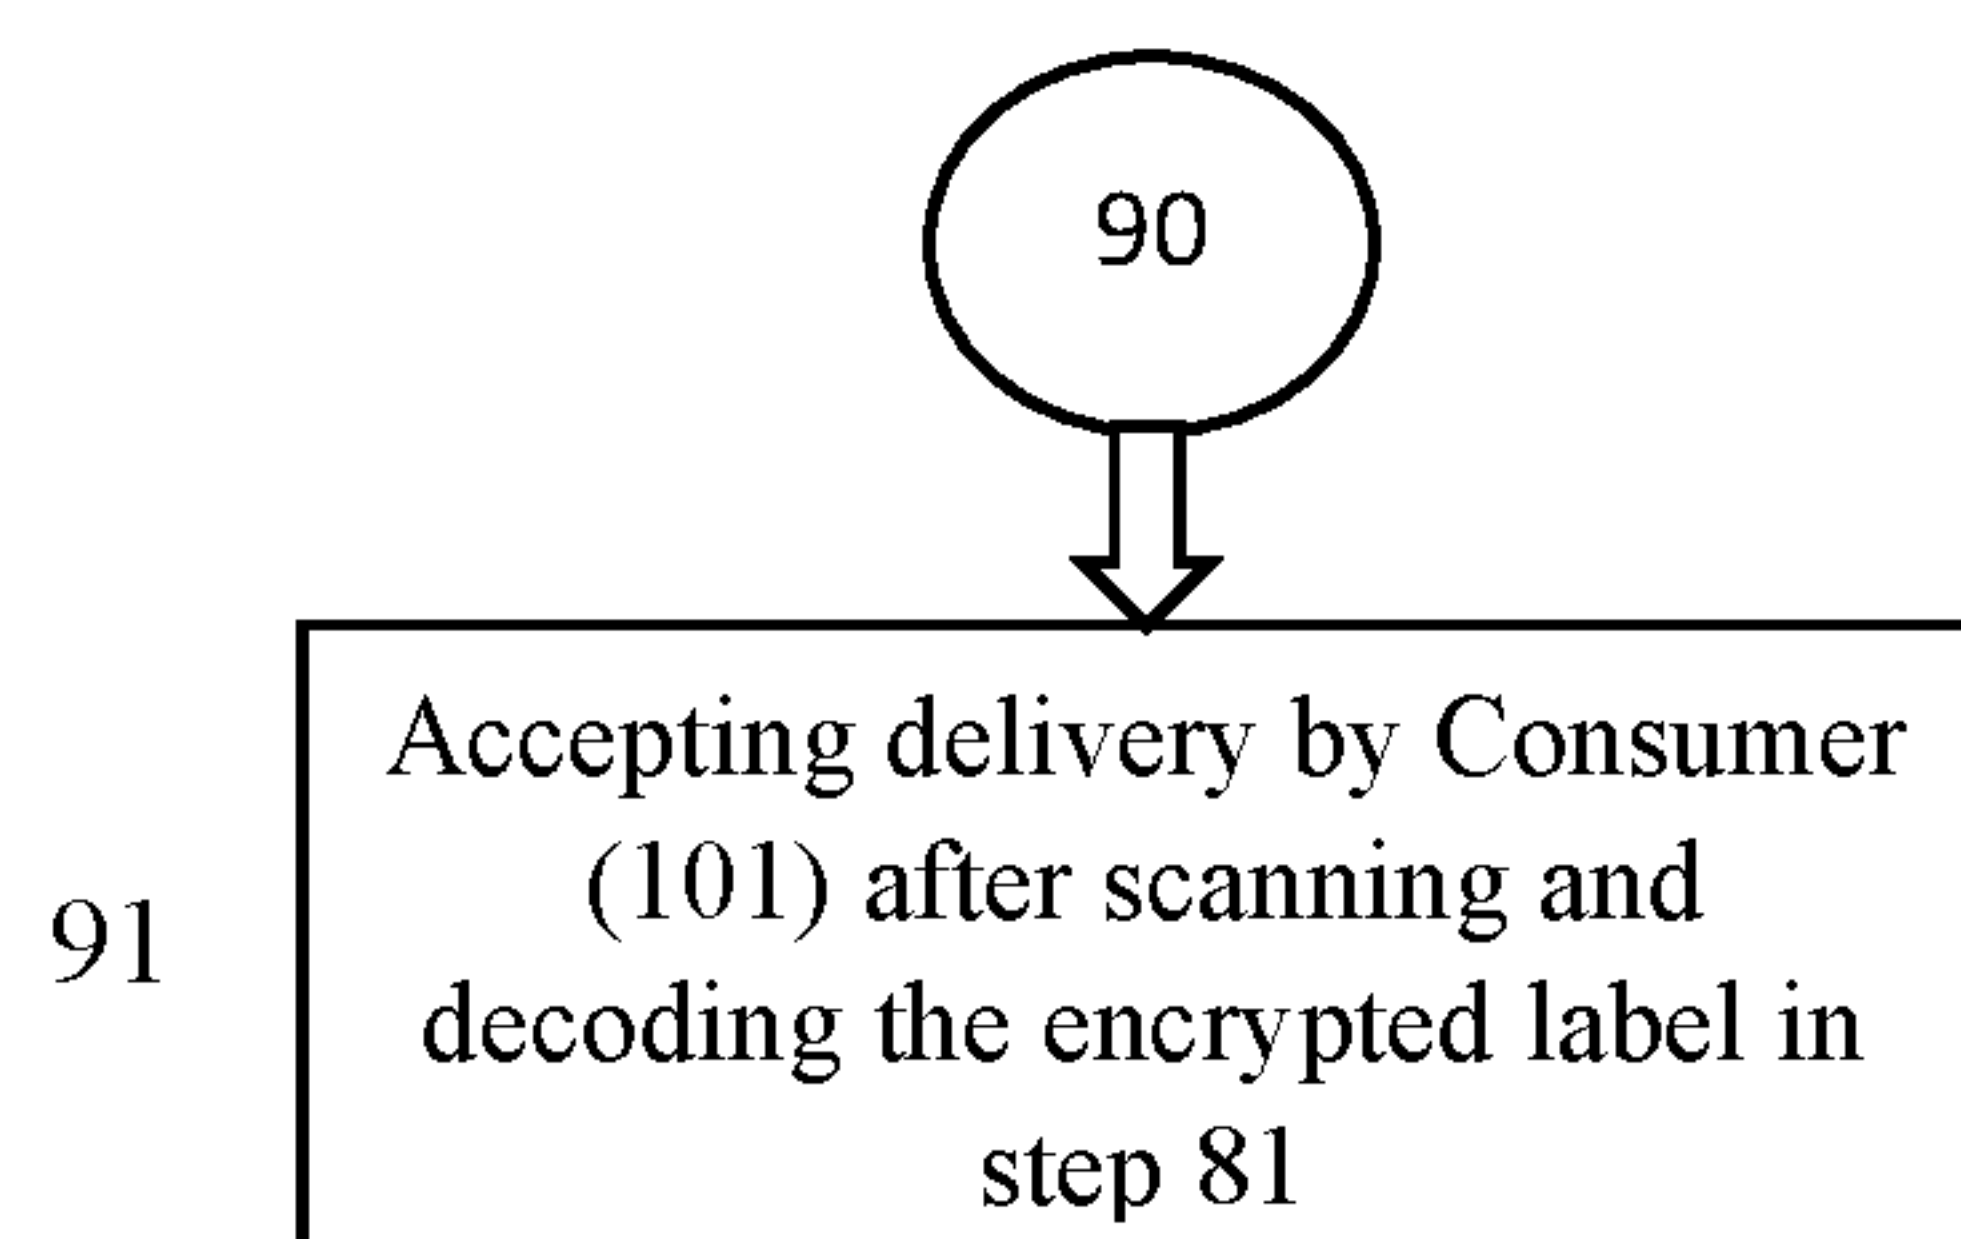 90
Accepting delivery by Consumer
(101) after scanning and
91
decoding the encrypted label in
step 81